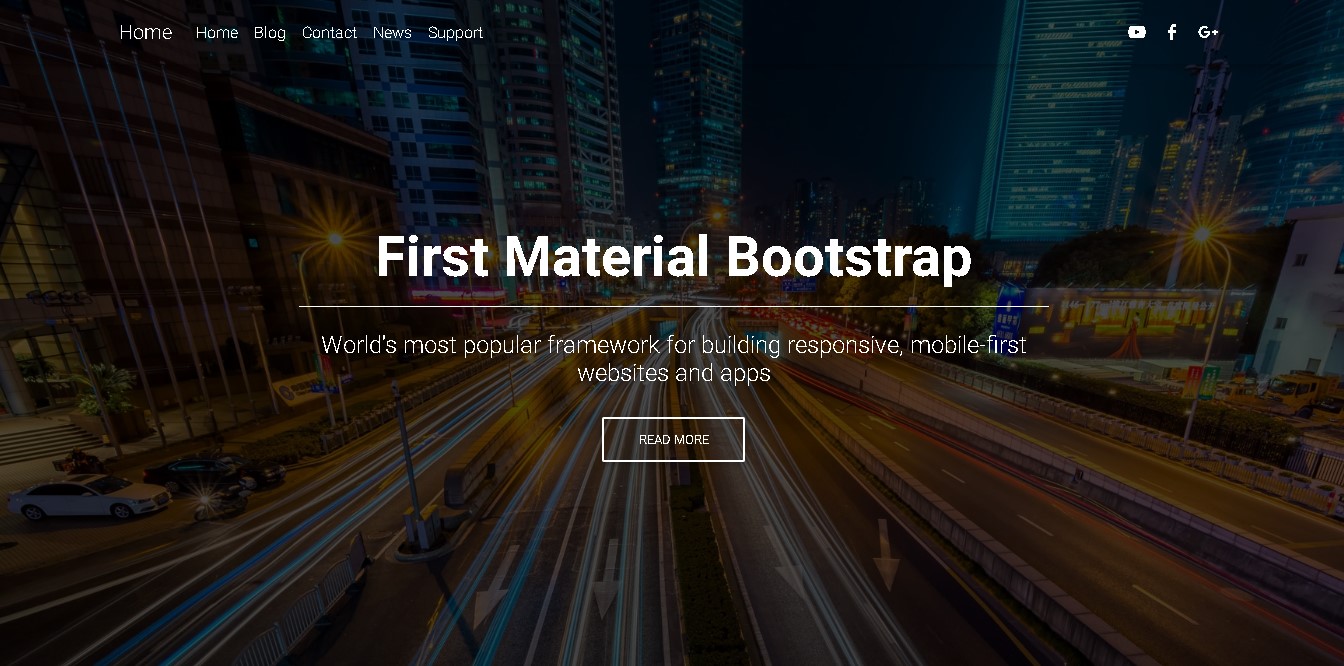 Home Home Blog Contact News Support
G+
First Material Bootstrap
World's most popular framework for building responsive, mobile-first
websites and apps
READ MORE